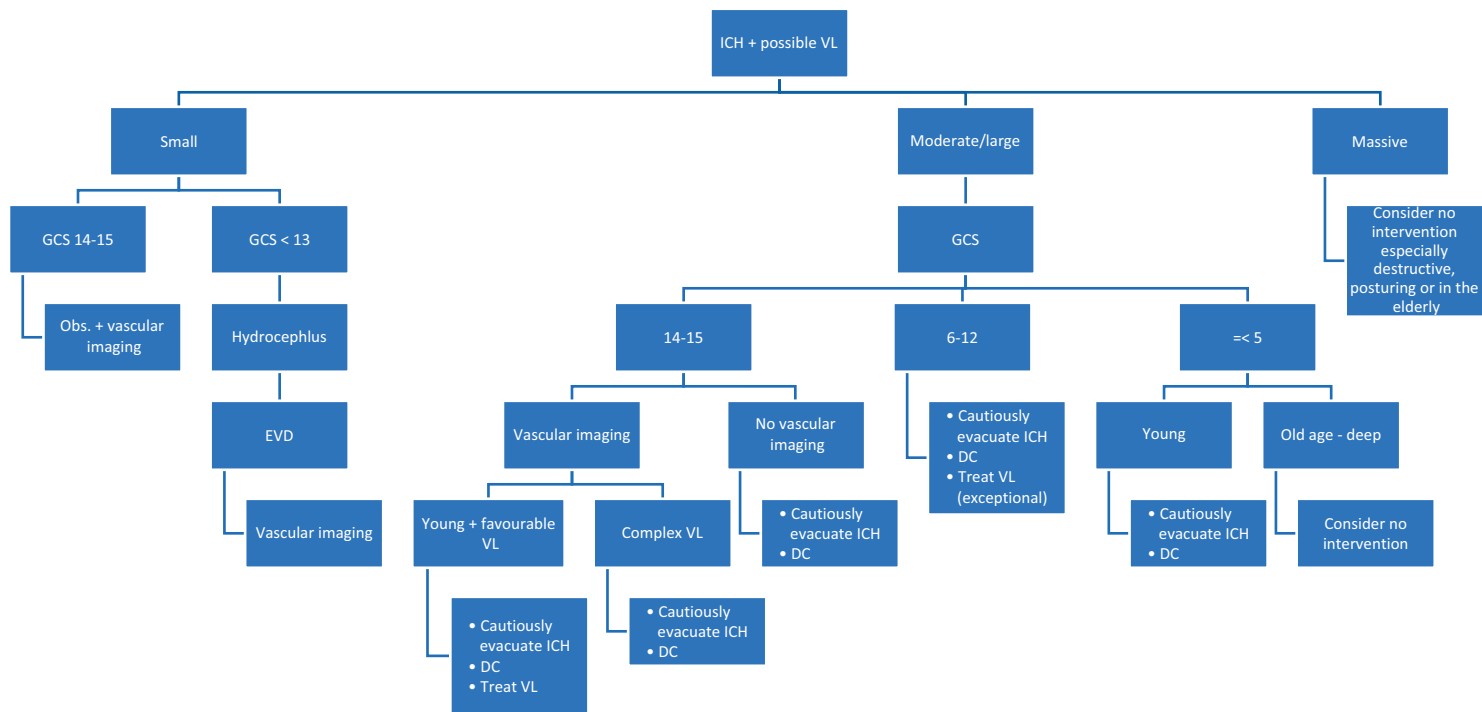 ICH + possible VL
Small
Moderate/large
Massive
GCS 14-15
GCS < 13
GCS
Consider no
intervention
especially
destructive,
posturing or in the
elderly
Obs. + vascular
imaging
Hydrocephlus
14-15
6-12
=< 5
EVD
Vascular imaging
No vascular
imaging
• Cautiously
evacuate ICH
• DC
• Treat VL
(exceptional)
Young
Old age - deep
Vascular imaging
Young + favourable
VL
Complex VL
• Cautiously
evacuate ICH
• DC
• Cautiously
evacuate ICH
• DC
Consider no
intervention
• Cautiously
evacuate ICH
• DC
• Treat VL
• Cautiously
evacuate ICH
• DC